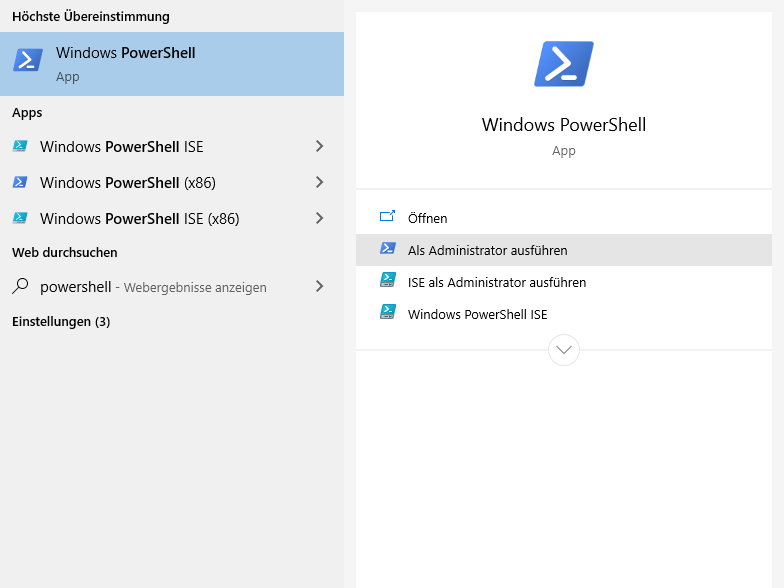 Höchste Übereinstimmung
Windows PowerShell
App
Apps
Windows PowerShell ISE
Windows PowerShell (x86)
Windows PowerShell ISE (x86)
Web durchsuchen
powershell - Webergebnisse anzeigen
Einstellungen (3)
Windows PowerShell
App
Öffnen
Als Administrator ausführen
ISE als Administrator ausführen
Windows PowerShell ISE